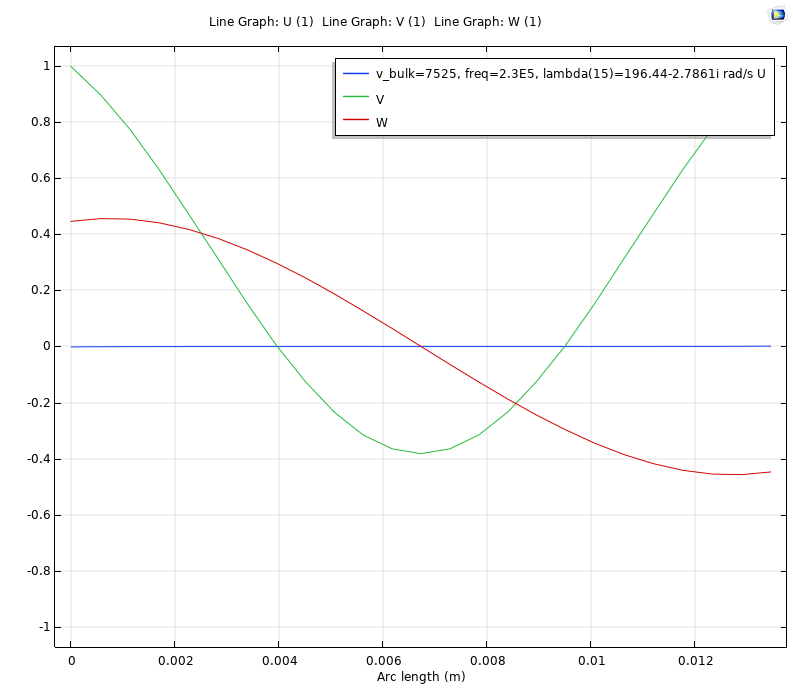 Line Graph: U (1)  Line Graph: V (1)  Line Graph: W (1)
v_bulk=7525, freq=2.3E5, lambda(15)=196.44-2.7861i rad/s U
V
W
1
0.8
0.6
0.4
0.2
0
-0.2
-0.4
-0.6
-0.8
-1
0 0.002 0.004 0.006 0.008 0.01 0.012
Arc length (m)